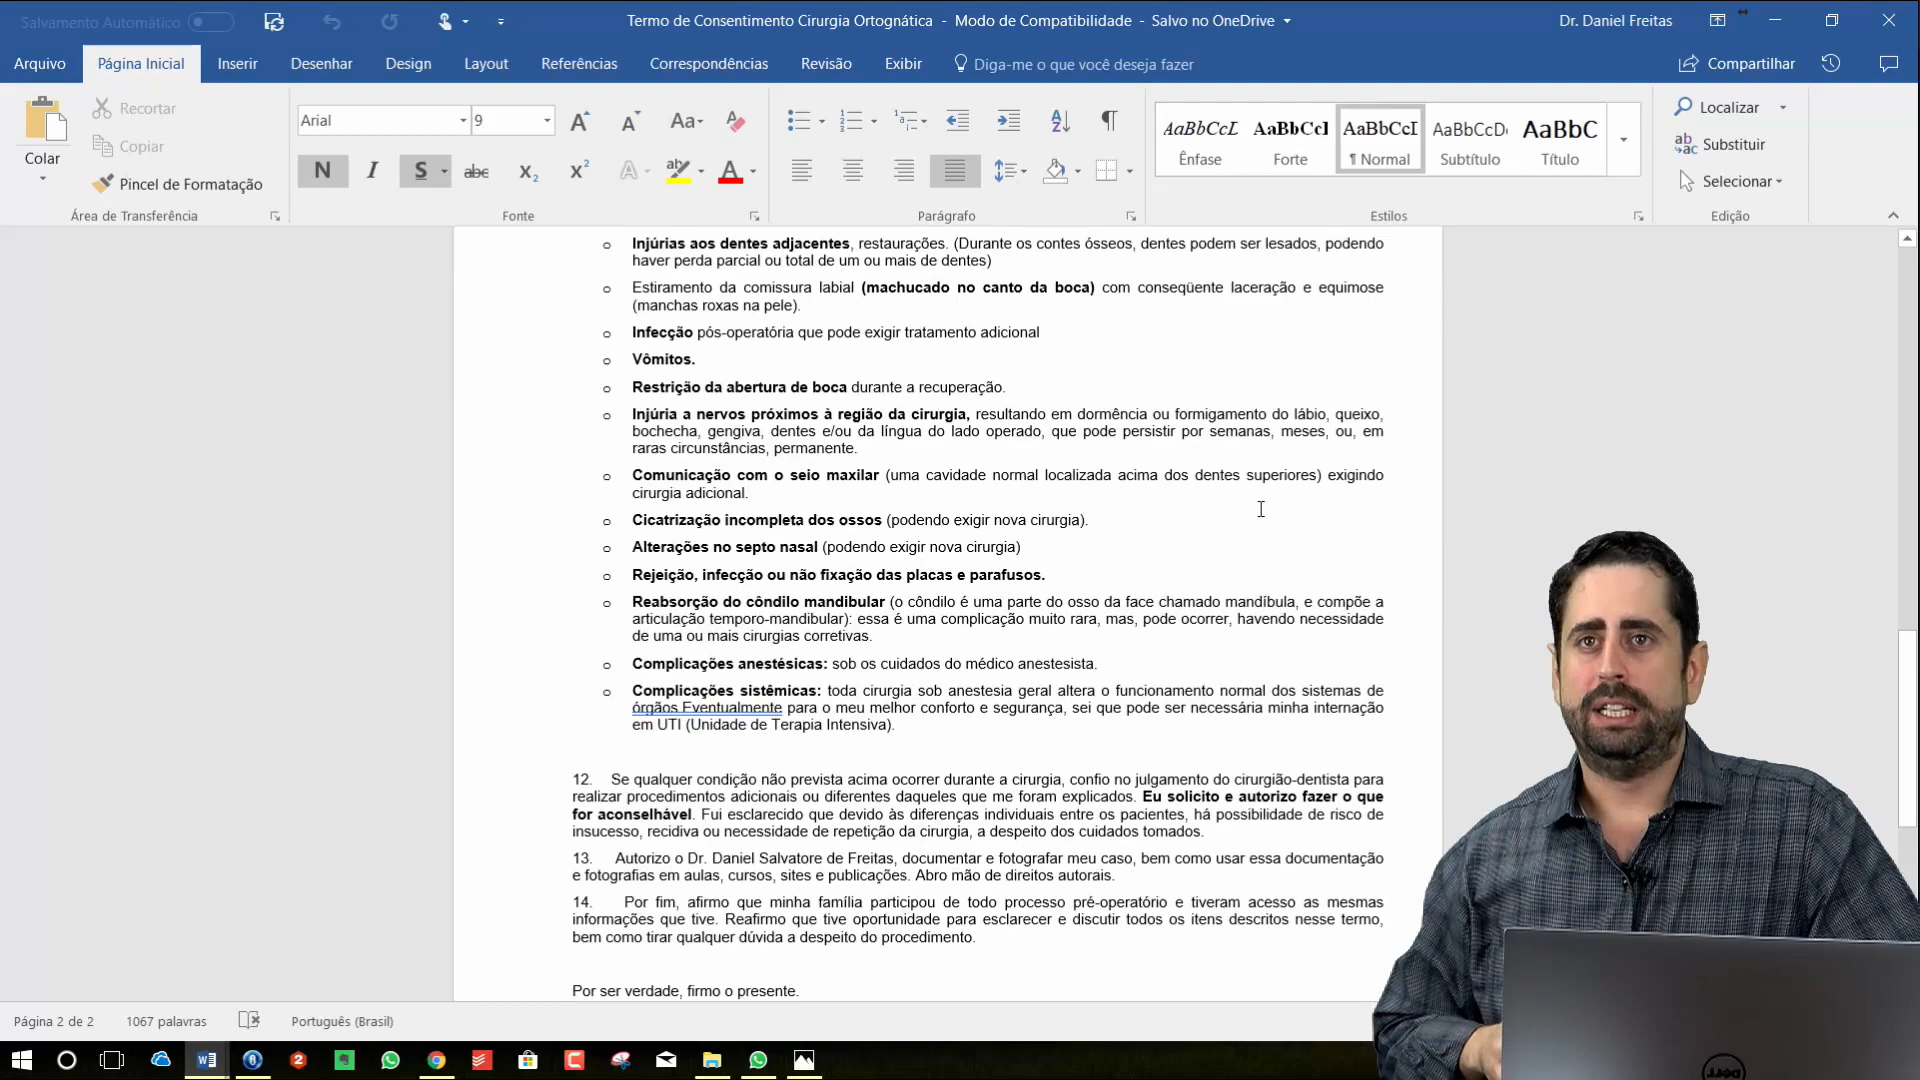 Salvamento Automático
Termo de Consentimento Cirurgia Ortognática - Modo de Compatibilidade - Salvo no OneDrive
Dr. Daniel Freitas
Arquivo
Página Inicial
Inserir
Desenhar
Design
Layout
Referências
Correspondências
Revisão
Exibir
Diga-me o que você deseja fazer
Compartilhar
Colar
Recortar
Copiar
Pincel de Formatação
Área de Transferência
Arial
9
Aa
N I S abc x₂ x² A A
Fonte
Parágrafo
AaBbCcL AaBbCcI AaBbCcI AaBbCcD AaBbC
Ênfase
Forte
¶ Normal
Subtítulo
Título
Estilos
Localizar
Substituir
Selecionar
Edição
o Injúrias aos dentes adjacentes, restaurações. (Durante os contes ósseos, dentes podem ser lesados, podendo
haver perda parcial ou total de um ou mais de dentes)
o Estiramento da comissura labial (machucado no canto da boca) com conseqüente laceração e equimose
(manchas roxas na pele).
o Infecção pós-operatória que pode exigir tratamento adicional
o Vômitos.
o Restrição da abertura de boca durante a recuperação.
o Injúria a nervos próximos à região da cirurgia, resultando em dormência ou formigamento do lábio, queixo,
bochecha, gengiva, dentes e/ou da língua do lado operado, que pode persistir por semanas, meses, ou, em
raras circunstâncias, permanente.
o Comunicação com o seio maxilar (uma cavidade normal localizada acima dos dentes superiores) exigindo
cirurgia adicional.
o Cicatrização incompleta dos ossos (podendo exigir nova cirurgia).
o Alterações no septo nasal (podendo exigir nova cirurgia)
o Rejeição, infecção ou não fixação das placas e parafusos.
o Reabsorção do côndilo mandibular (o côndilo é uma parte do osso da face chamado mandíbula, e compõe a
articulação temporo-mandibular): essa é uma complicação muito rara, mas, pode ocorrer, havendo necessidade
de uma ou mais cirurgias corretivas.
o Complicações anestésicas: sob os cuidados do médico anestesista.
o Complicações sistêmicas: toda cirurgia sob anestesia geral altera o funcionamento normal dos sistemas de
órgãos Eventualmente para o meu melhor conforto e segurança, sei que pode ser necessária minha internação
em UTI (Unidade de Terapia Intensiva).
12. Se qualquer condição não prevista acima ocorrer durante a cirurgia, confio no julgamento do cirurgião-dentista para
realizar procedimentos adicionais ou diferentes daqueles que me foram explicados. Eu solicito e autorizo fazer o que
for aconselhável. Fui esclarecido que devido às diferenças individuais entre os pacientes, há possibilidade de risco de
insucesso, recidiva ou necessidade de repetição da cirurgia, a despeito dos cuidados tomados.
13. Autorizo o Dr. Daniel Salvatore de Freitas, documentar e fotografar meu caso, bem como usar essa documentação
e fotografias em aulas, cursos, sites e publicações. Abro mão de direitos autorais.
14. Por fim, afirmo que minha família participou de todo processo pré-operatório e tiveram acesso as mesmas
informações que tive. Reafirmo que tive oportunidade para esclarecer e discutir todos os itens descritos nesse termo,
bem como tirar qualquer dúvida a despeito do procedimento.
Por ser verdade, firmo o presente.
Página 2 de 2
1067 palavras
Português (Brasil)
DELL